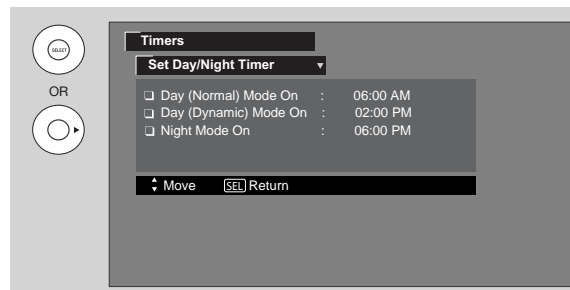 SELECT
OR
Timers
Set Day/Night Timer
Day (Normal) Mode On : 06:00 AM
Day (Dynamic) Mode On : 02:00 PM
Night Mode On : 06:00 PM
Move SEL Return